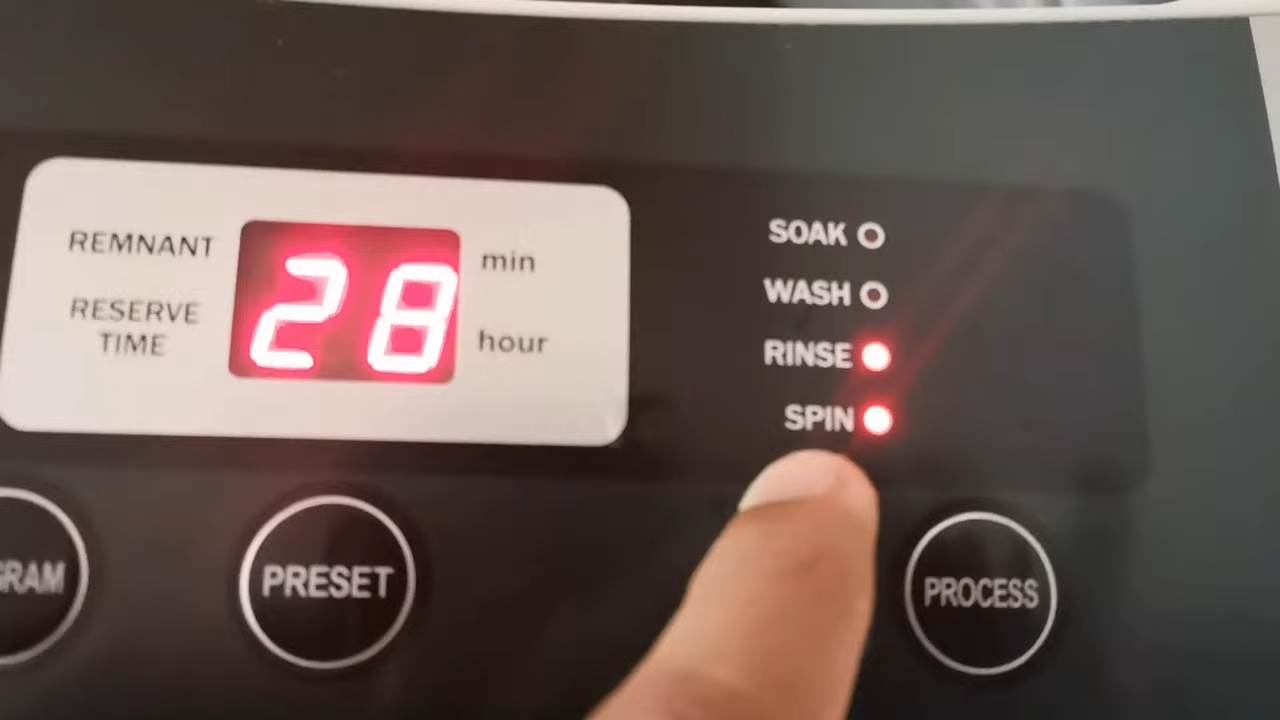 REMNANT
RESERVE
TIME
28
min
hour
SOAK
WASH
RINSE
SPIN
GRAM
PRESET
PROCESS